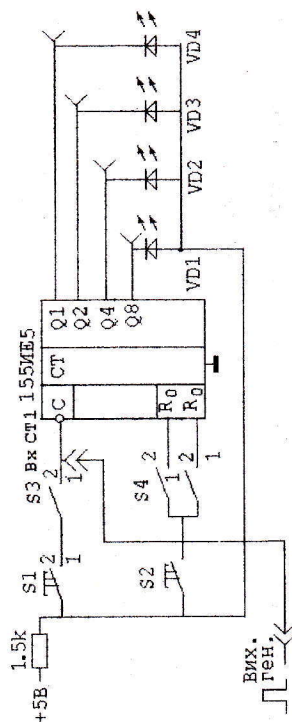 +5В
1.5k
S1
2
1
S3
2
1
Вх СТ1
155ИЕ5
C
CT
Q1
Q2
Q4
Q8
R0
R0
S2
S4
2
1
2
1
VD1
VD2
VD3
VD4
Вих.
ген.